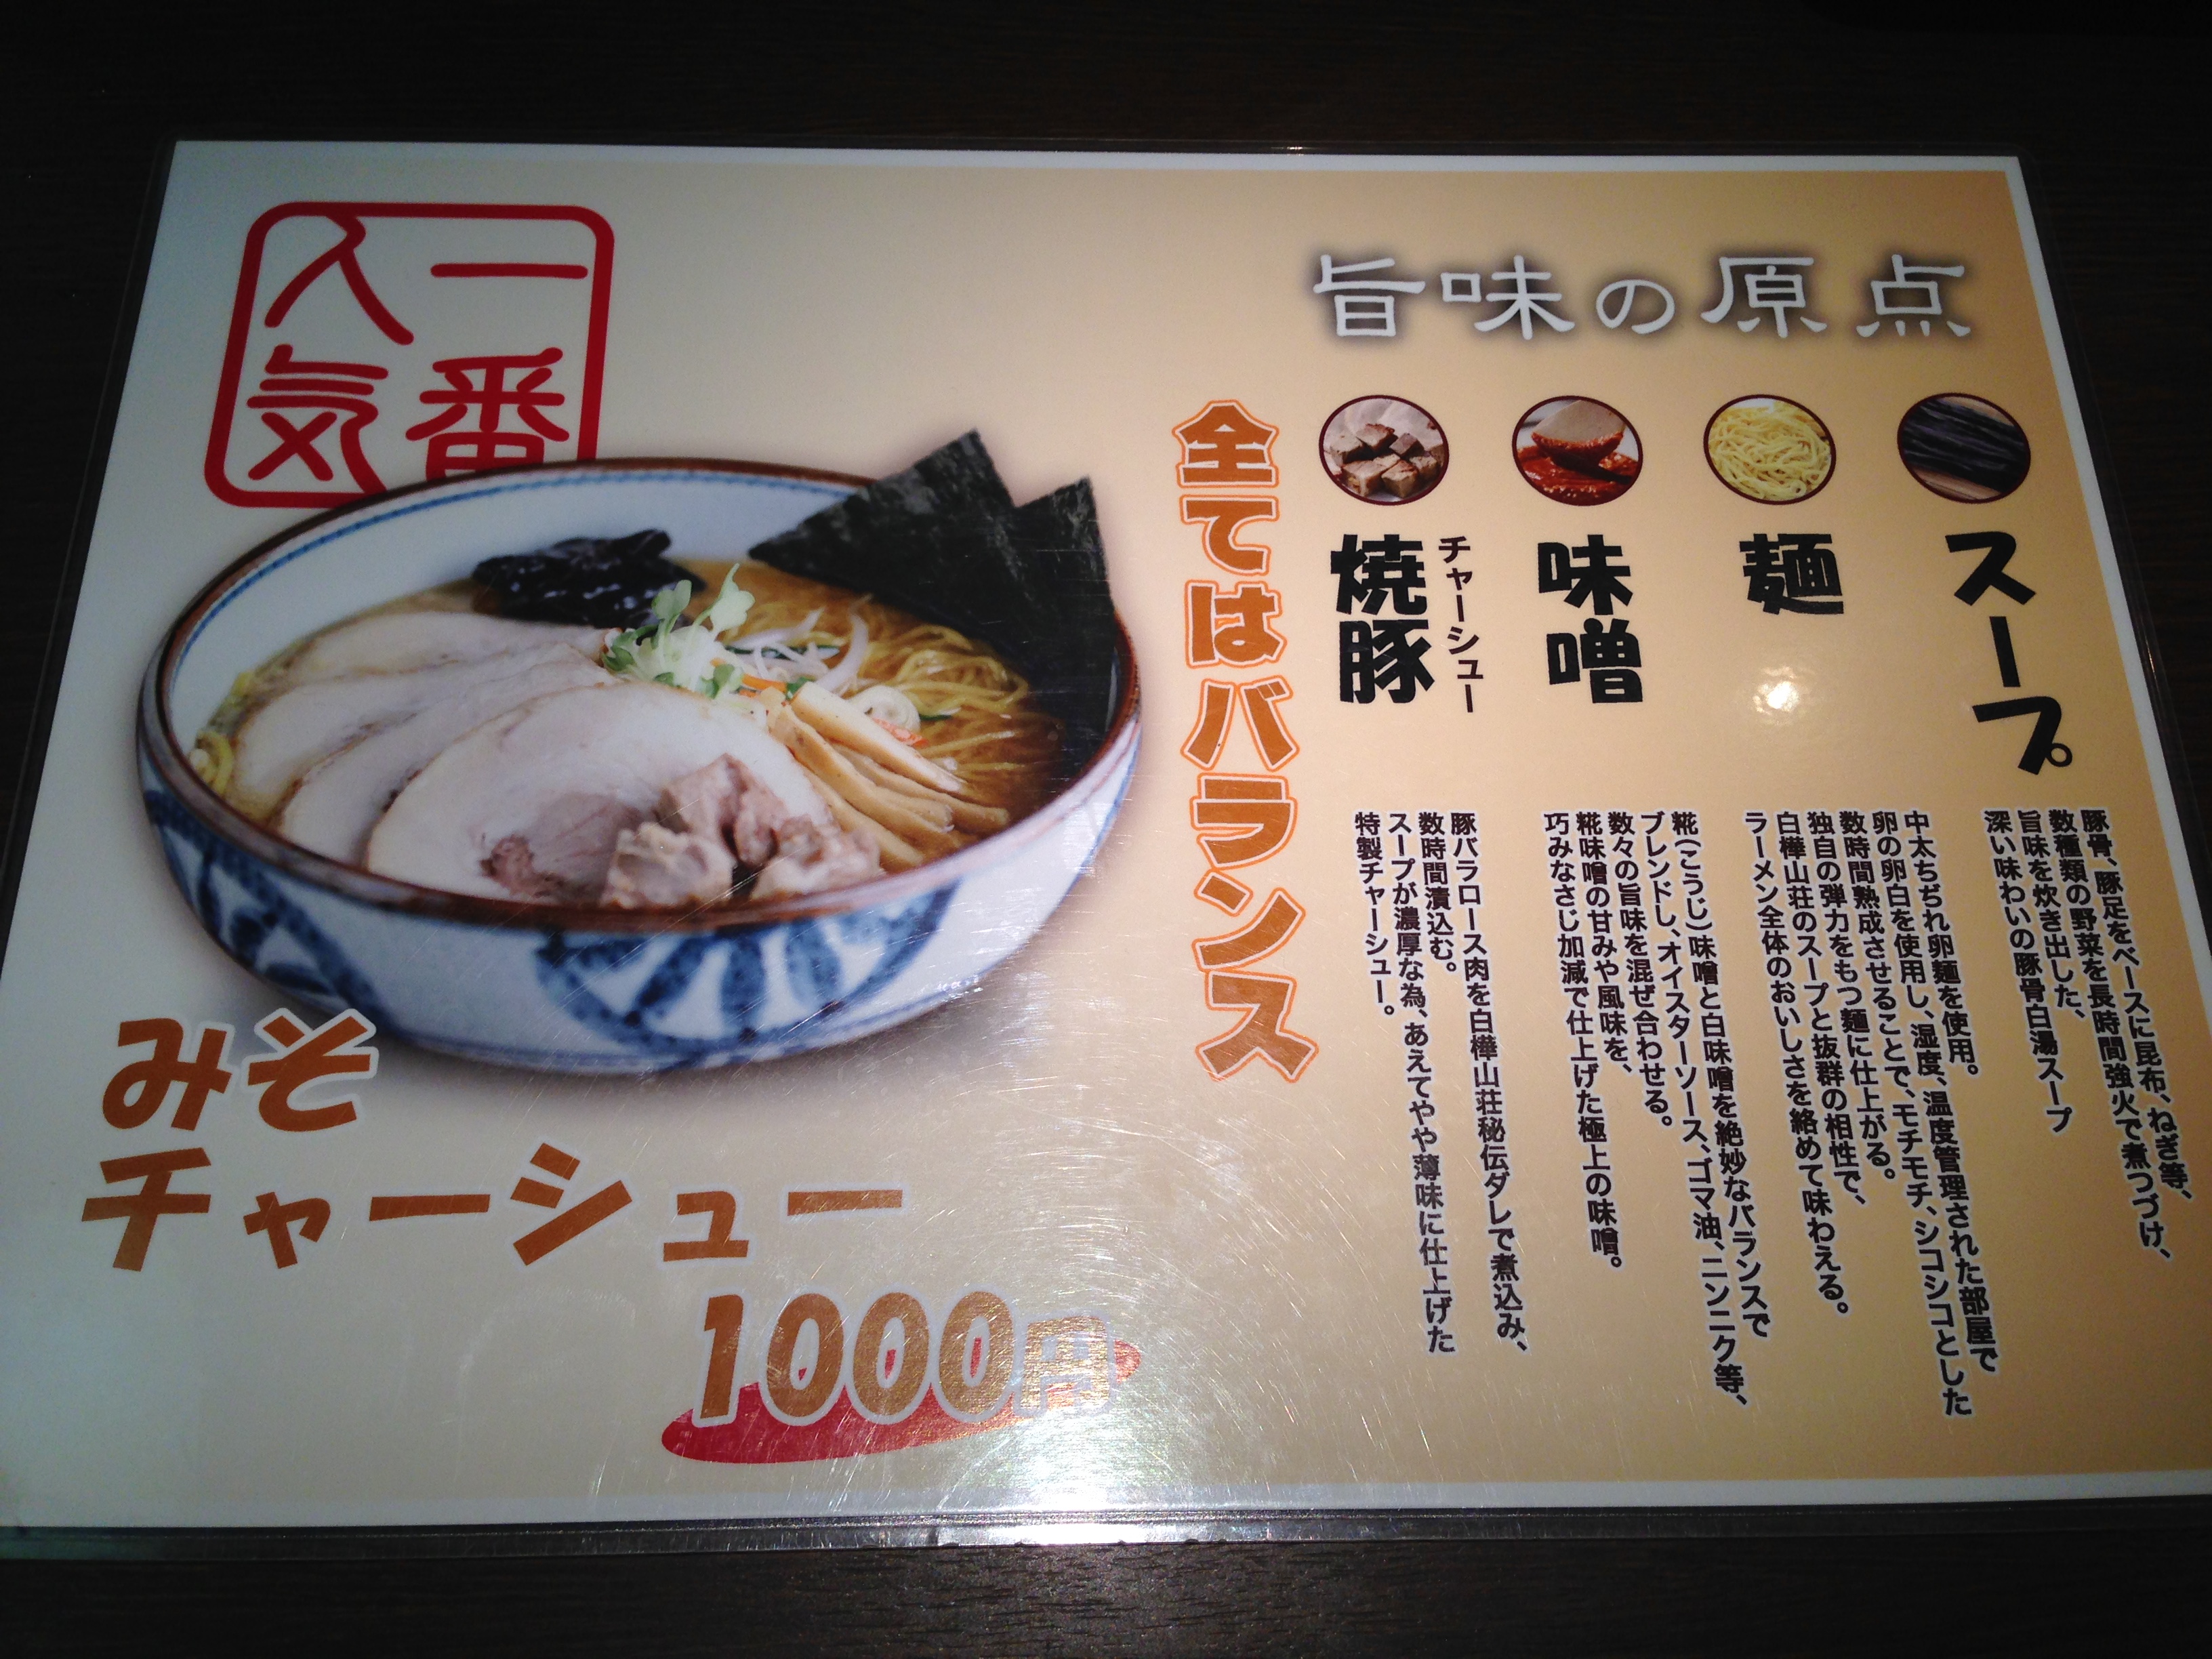 一番
人気
旨味の原点
スープ
豚骨、豚足をベースに昆布、ねぎ等、
数種類の野菜を長時間強火で煮つづけ、
旨味を炊き出した、
深い味わいの豚骨白湯スープ
麺
中太ちぢれ卵麺を使用。
卵の卵白を使用し、湿度、温度管理された部屋で
数時間熟成させることで、モチモチ、シコシコとした
独自の弾力をもつ麺に仕上がる。
白樺山荘のスープと抜群の相性で、
ラーメン全体のおいしさを絡めて味わえる。
味噌
糀(こうじ)味噌と白味噌を絶妙なバランスで
ブレンドし、オイスターソース、ゴマ油、ニンニク等、
数々の旨味を混ぜ合わせる。
糀味噌の甘みや風味を、
巧みなさじ加減で仕上げた極上の味噌。
チャーシュー
焼豚
豚バラロース肉を白樺山荘秘伝ダレで煮込み、
数時間漬込む。
スープが濃厚な為、あえてやや薄味に仕上げた
特製チャーシュー。
全てはバランス
みそ
チャーシュー
1000円